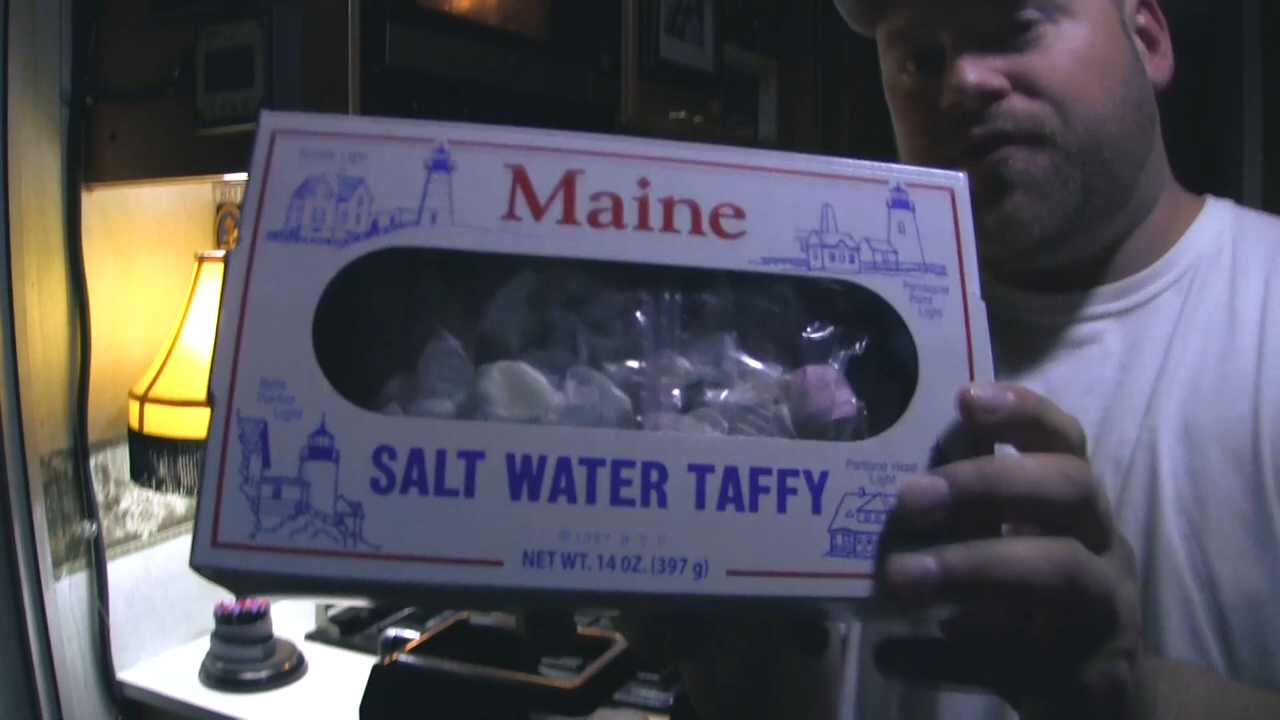 Maine
Pemaquid
Point
Light
Bass
Harbor
Light
Portland Head
Light
SALT WATER TAFFY
NET WT. 14 OZ. (397 g)